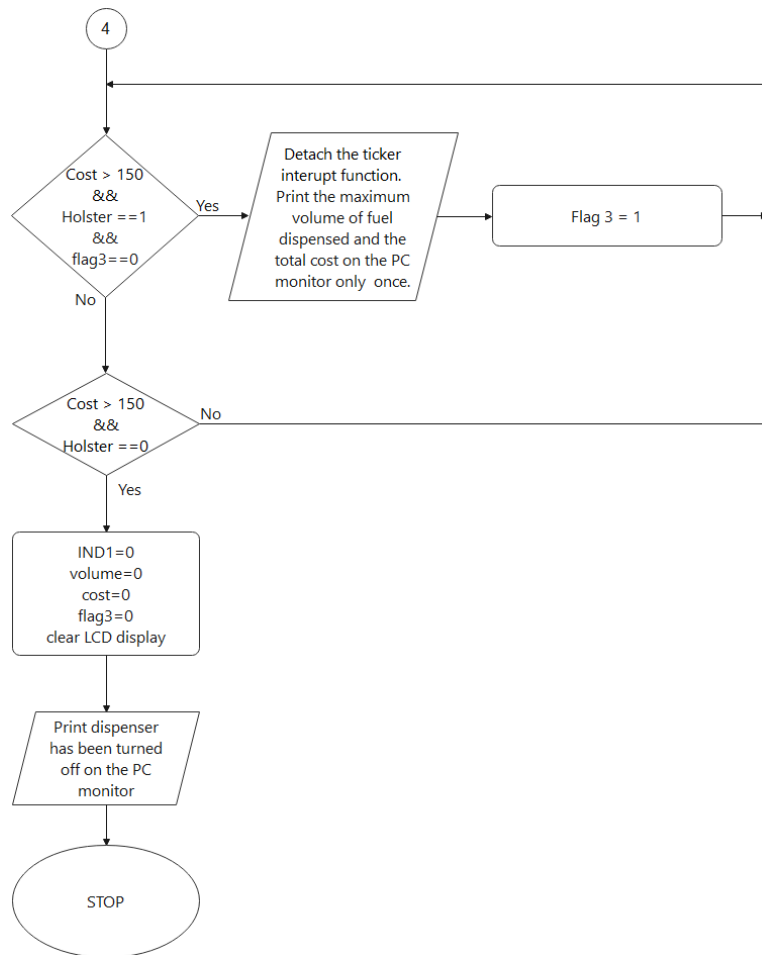 4
Cost > 150
&&
Holster ==1
&&
flag3==0
Yes
Detach the ticker
interupt function.
Print the maximum
volume of fuel
dispensed and the
total cost on the PC
monitor only once.
Flag 3 = 1
No
Cost > 150
&&
Holster ==0
No
Yes
IND1=0
volume=0
cost=0
flag3=0
clear LCD display
Print dispenser
has been turned
off on the PC
monitor
STOP